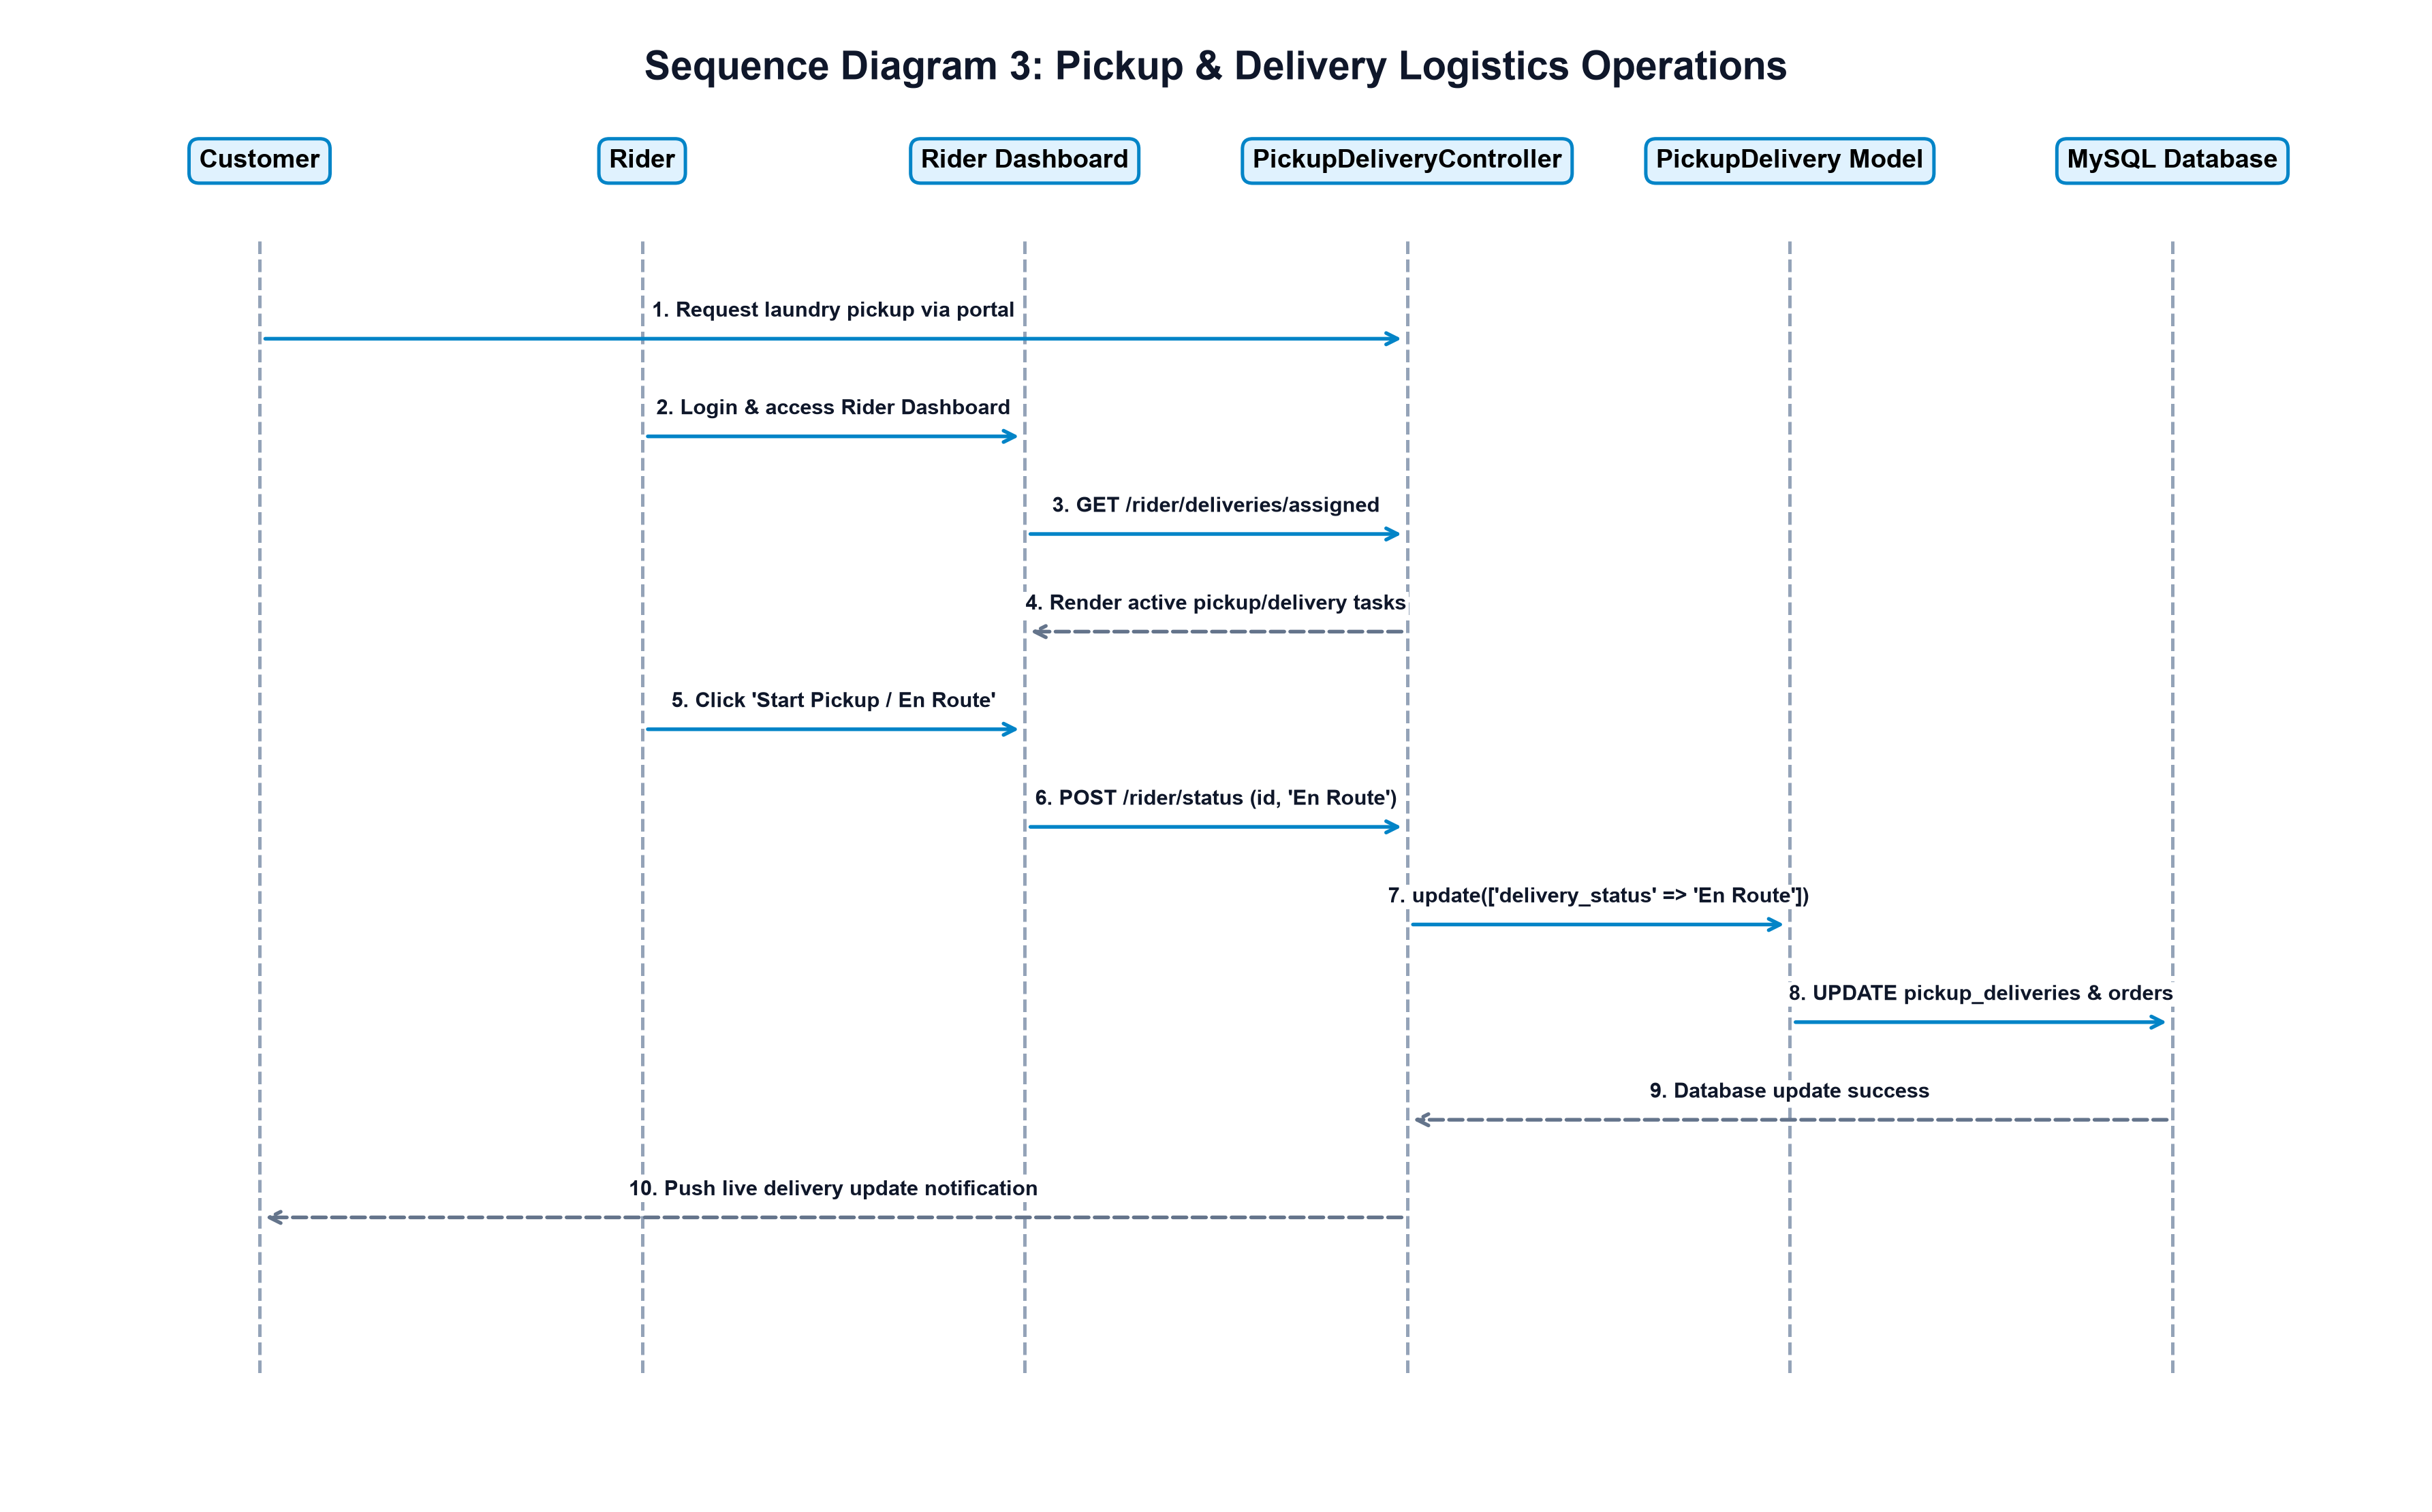 Sequence Diagram 3: Pickup & Delivery Logistics Operations
Customer
Rider
Rider Dashboard
PickupDeliveryController
PickupDelivery Model
MySQL Database
1. Request laundry pickup via portal
2. Login & access Rider Dashboard
3. GET /rider/deliveries/assigned
4. Render active pickup/delivery tasks
5. Click 'Start Pickup / En Route'
6. POST /rider/status (id, 'En Route')
7. update(['delivery_status' => 'En Route'])
8. UPDATE pickup_deliveries & orders
9. Database update success
10. Push live delivery update notification